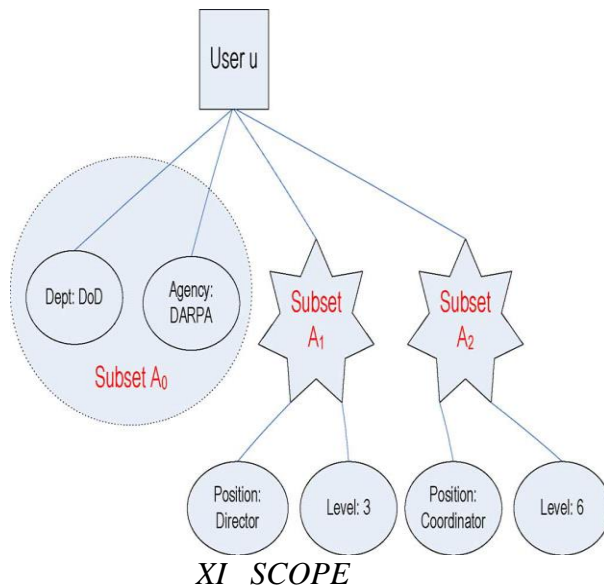 User u
Dept: DoD
Agency:
DARPA
Subset A₀
Subset
A₁
Subset
A₂
Position:
Director
Level: 3
Position:
Coordinator
Level: 6
XI SCOPE